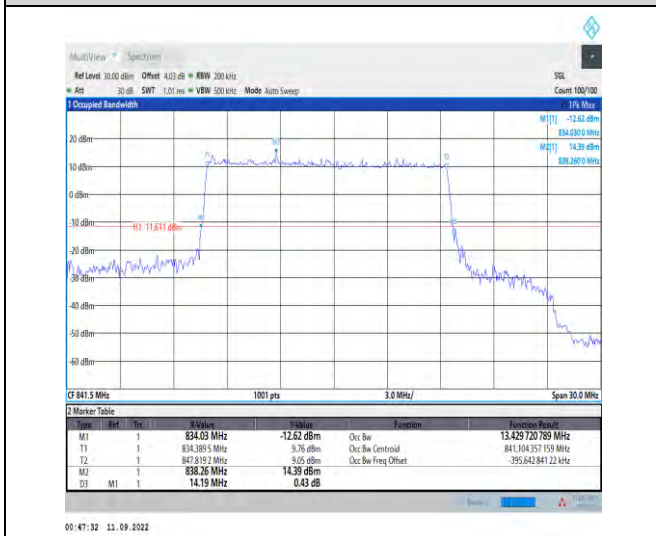 MultiView Spectrum
Ref Level 30.00 dBm Offset 4.03 dB RBW 200 kHz SGL
Att 30 dB SWT 1.01 ms VBW 500 kHz Mode Auto Sweep Count 100/100
1 Occupied Bandwidth 1Pk Max
M1[1] -12.62 dBm
834.0300 MHz
M2[1] 14.39 dBm
838.2600 MHz
20 dBm
10 dBm
0 dBm
-10 dBm
H1 -11.611 dBm
-20 dBm
-30 dBm
-40 dBm
-50 dBm
-60 dBm
T1
M2
T2
M1
D3
CF 841.5 MHz 1001 pts 3.0 MHz/ Span 30.0 MHz
2 Marker Table
Type Ref Trc X-Value Y-Value Function Function Result
M1 1 834.03 MHz -12.62 dBm Occ Bw 13.429 720 789 MHz
T1 1 834.389 5 MHz 9.76 dBm Occ Bw Centroid 841.104 357 159 MHz
T2 1 847.819 2 MHz 9.05 dBm Occ Bw Freq Offset -395.642 841 22 kHz
M2 1 838.26 MHz 14.39 dBm
D3 M1 1 14.19 MHz 0.43 dB
00:47:32 11.09.2022